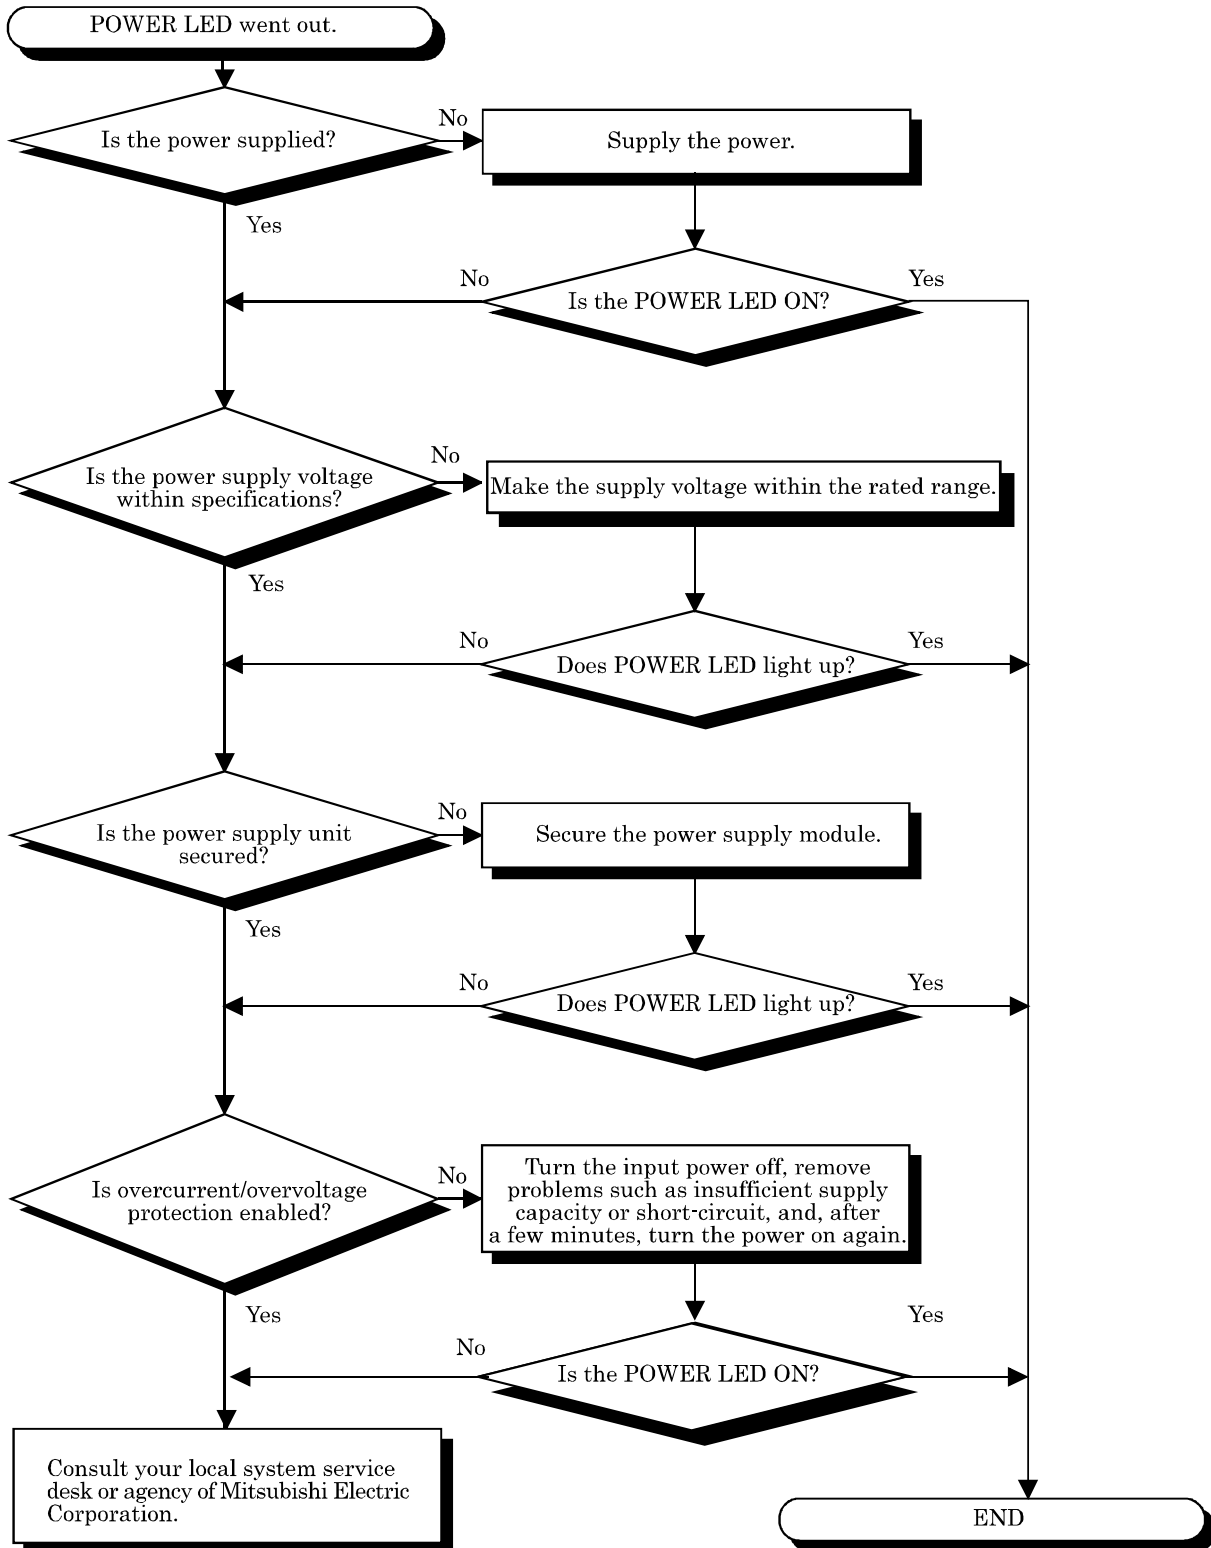 POWER LED went out.
Is the power supplied?
No
Supply the power.
Yes
No
Is the POWER LED ON?
Yes
Is the power supply voltage
within specifications?
No
Make the supply voltage within the rated range.
Yes
No
Does POWER LED light up?
Yes
Is the power supply unit
secured?
No
Secure the power supply module.
Yes
No
Does POWER LED light up?
Yes
Is overcurrent/overvoltage
protection enabled?
No
Turn the input power off, remove
problems such as insufficient supply
capacity or short-circuit, and, after
a few minutes, turn the power on again.
Yes
No
Is the POWER LED ON?
Yes
Consult your local system service
desk or agency of Mitsubishi Electric
Corporation.
END